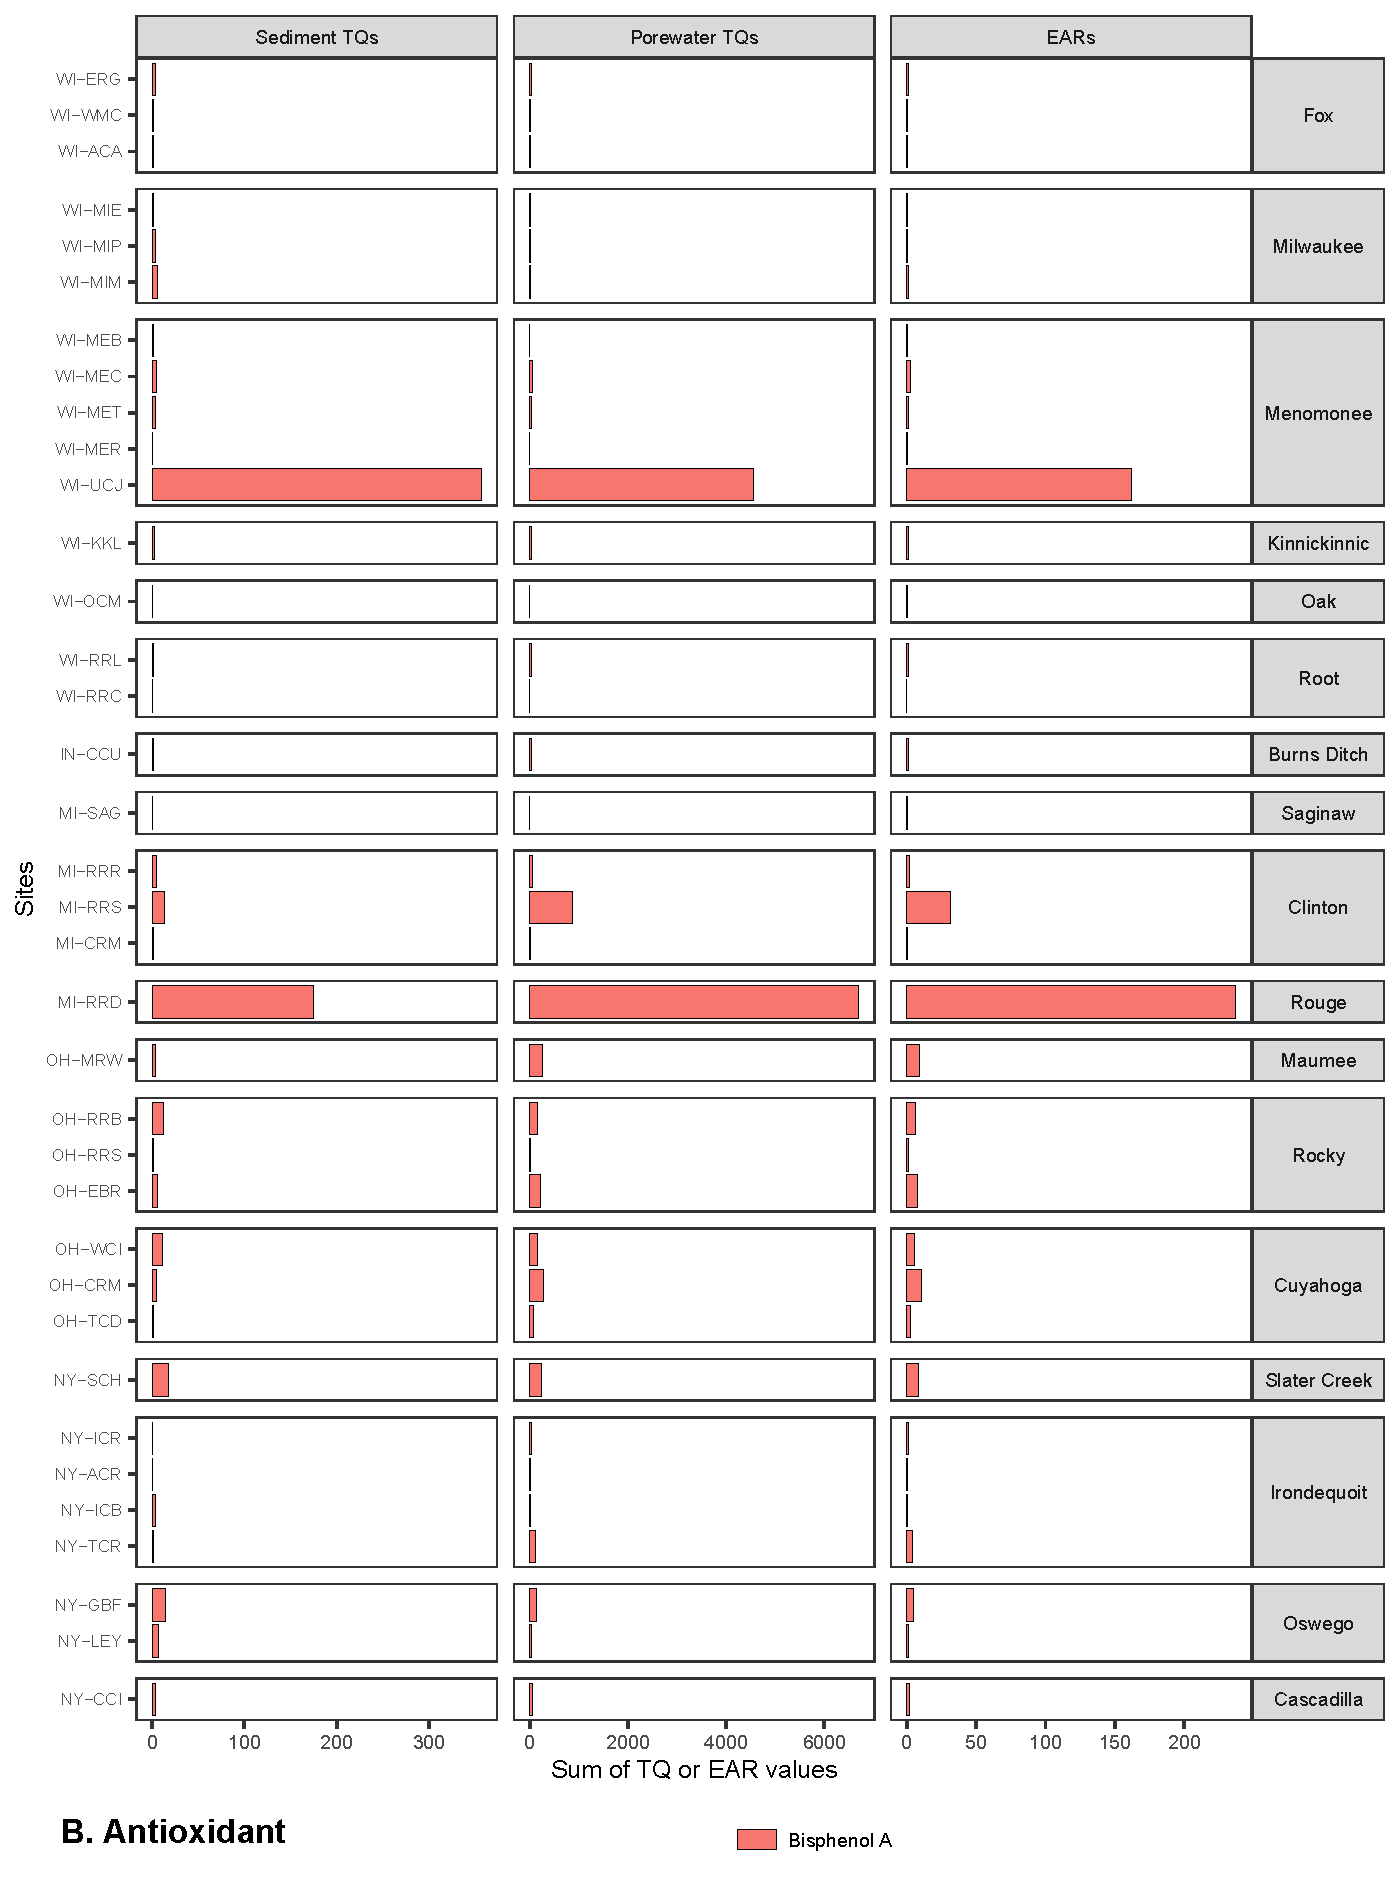 Sediment TQs Porewater TQs EARs
WI-ERG
WI-WMC Fox
WI-ACA
WI-MIE
WI-MIP Milwaukee
WI-MIM
WI-MEB
WI-MEC
WI-MET Menomonee
WI-MER
WI-UCJ
WI-KKL Kinnickinnic
WI-OCM Oak
WI-RRL
Root
WI-RRC
IN-CCU Burns Ditch
MI-SAG Saginaw
Sites
MI-RRR
MI-RRS Clinton
MI-CRM
MI-RRD Rouge
OH-MRW Maumee
OH-RRB
OH-RRS Rocky
OH-EBR
OH-WCI
OH-CRM Cuyahoga
OH-TCD
NY-SCH Slater Creek
NY-ICR
NY-ACR
Irondequoit
NY-ICB
NY-TCR
NY-GBF
Oswego
NY-LEY
NY-CCI Cascadilla
0 100 200 300 0 2000 4000 6000 0 50 100 150 200
Sum of TQ or EAR values
B. Antioxidant
Bisphenol A